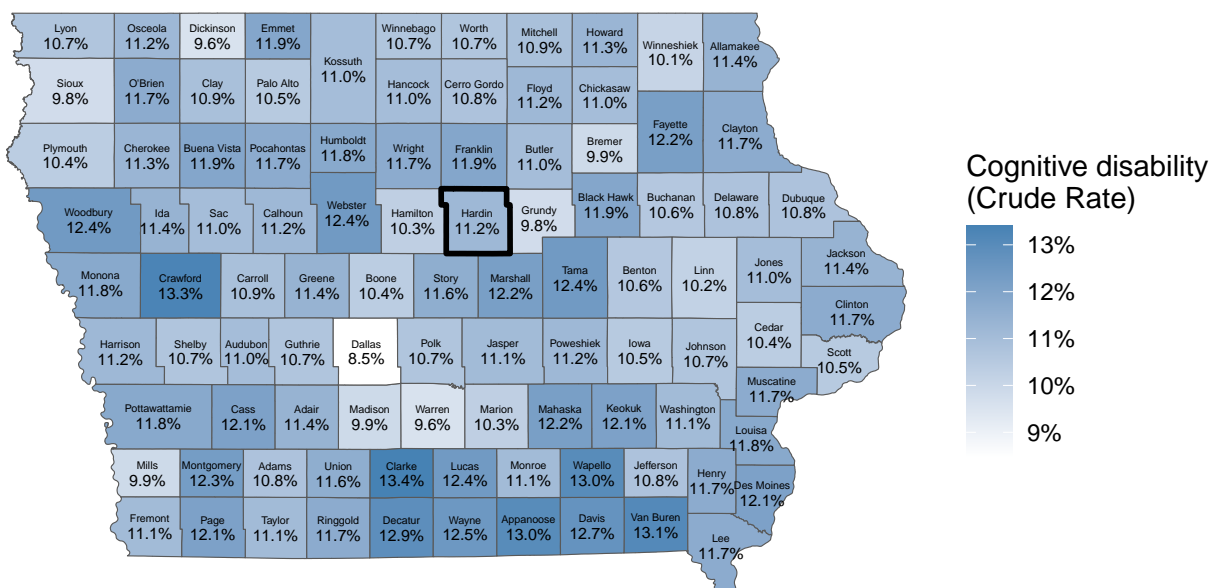 Lyon
10.7%
Osceola
11.2%
Dickinson
9.6%
Emmet
11.9%
Kossuth
11.0%
Winnebago
10.7%
Worth
10.7%
Mitchell
10.9%
Howard
11.3%
Winneshiek
10.1%
Allamakee
11.4%
Sioux
9.8%
O'Brien
11.7%
Clay
10.9%
Palo Alto
10.5%
Hancock
11.0%
Cerro Gordo
10.8%
Floyd
11.2%
Chickasaw
11.0%
Fayette
12.2%
Clayton
11.7%
Plymouth
10.4%
Cherokee
11.3%
Buena Vista
11.9%
Pocahontas
11.7%
Humboldt
11.8%
Wright
11.7%
Franklin
11.9%
Butler
11.0%
Bremer
9.9%
Woodbury
12.4%
Ida
11.4%
Sac
11.0%
Calhoun
11.2%
Webster
12.4%
Hamilton
10.3%
Hardin
11.2%
Grundy
9.8%
Black Hawk
11.9%
Buchanan
10.6%
Delaware
10.8%
Dubuque
10.8%
Monona
11.8%
Crawford
13.3%
Carroll
10.9%
Greene
11.4%
Boone
10.4%
Story
11.6%
Marshall
12.2%
Tama
12.4%
Benton
10.6%
Linn
10.2%
Jones
11.0%
Jackson
11.4%
Clinton
11.7%
Harrison
11.2%
Shelby
10.7%
Audubon
11.0%
Guthrie
10.7%
Dallas
8.5%
Polk
10.7%
Jasper
11.1%
Poweshiek
11.2%
Iowa
10.5%
Johnson
10.7%
Cedar
10.4%
Scott
10.5%
Muscatine
11.7%
Pottawattamie
11.8%
Cass
12.1%
Adair
11.4%
Madison
9.9%
Warren
9.6%
Marion
10.3%
Mahaska
12.2%
Keokuk
12.1%
Washington
11.1%
Louisa
11.8%
Mills
9.9%
Montgomery
12.3%
Adams
10.8%
Union
11.6%
Clarke
13.4%
Lucas
12.4%
Monroe
11.1%
Wapello
13.0%
Jefferson
10.8%
Henry
11.7%
Des Moines
12.1%
Fremont
11.1%
Page
12.1%
Taylor
11.1%
Ringgold
11.7%
Decatur
12.9%
Wayne
12.5%
Appanoose
13.0%
Davis
12.7%
Van Buren
13.1%
Lee
11.7%
Cognitive disability
(Crude Rate)
13%
12%
11%
10%
9%